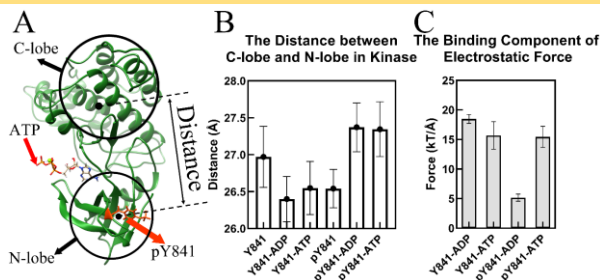 A
C-lobe
ATP
Distance
N-lobe
pY841
B
The Distance between
C-lobe and N-lobe in Kinase
Distance (Å)
28.0
27.5
27.0
26.5
26.0
Y841
Y841-ADP
Y841-ATP
pY841
pY841-ADP
pY841-ATP
C
The Binding Component of
Electrostatic Force
Force (kT/Å)
25
20
15
10
5
0
Y841-ADP
Y841-ATP
pY841-ADP
pY841-ATP